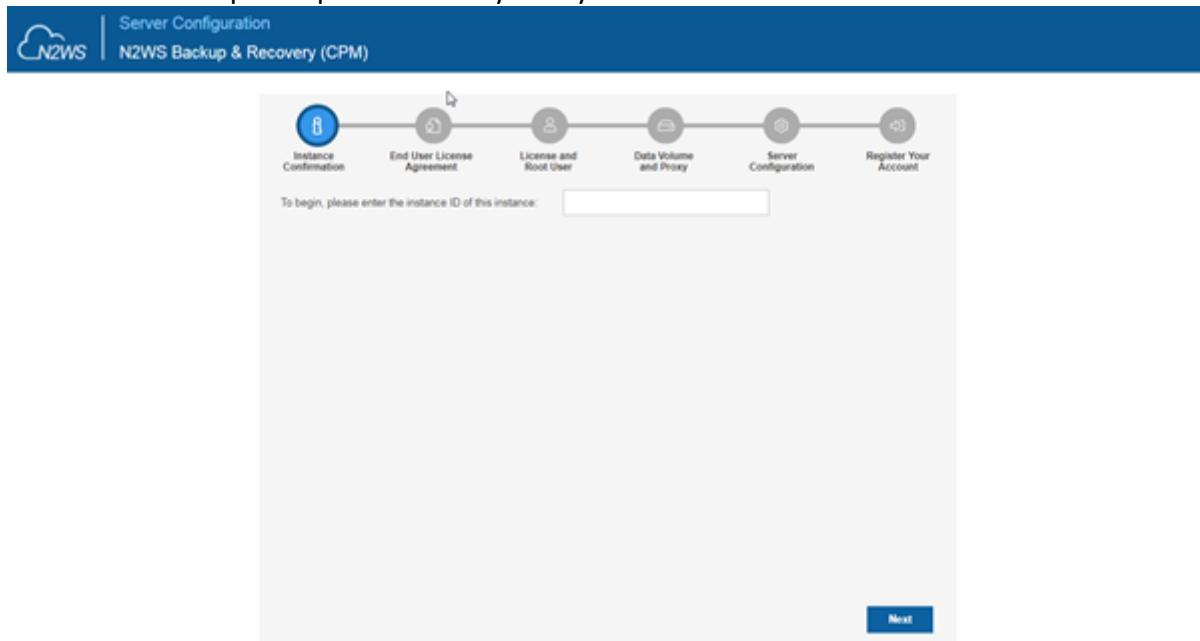 Server Configuration
N2WS
N2WS Backup & Recovery (CPM)
Instance
Confirmation
End User License
Agreement
License and
Root User
Data Volume
and Proxy
Server
Configuration
Register Your
Account
To begin, please enter the instance ID of this instance:
Next